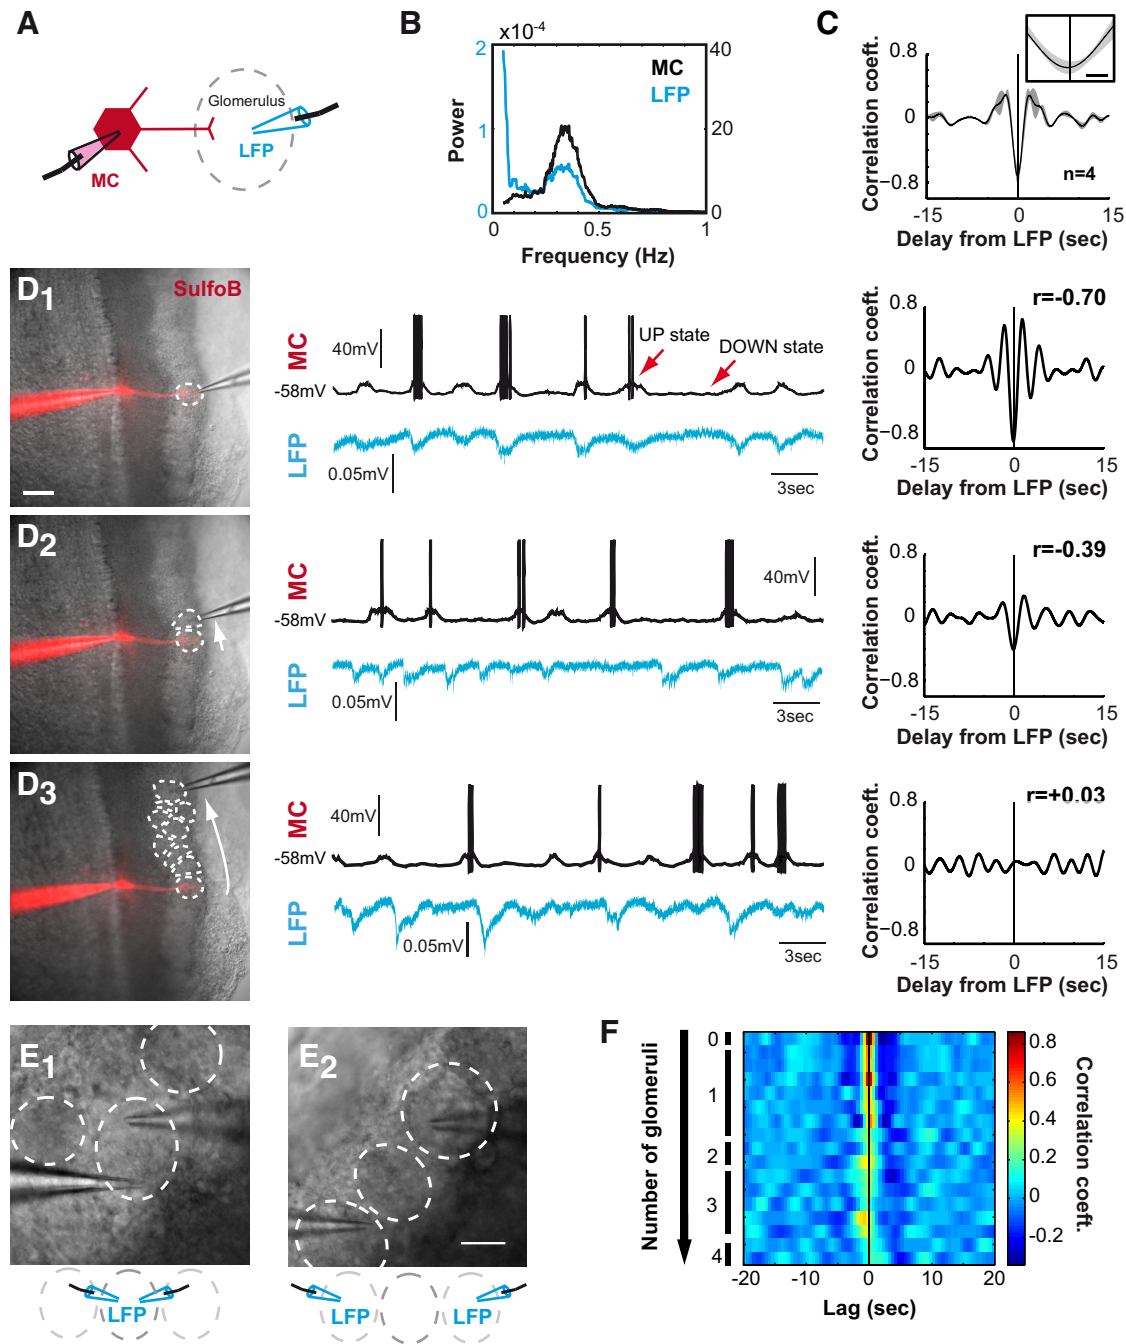 A
Glomerulus
LFP
MC
B
x10-4
2
1
0
Power
40
20
0
MC
LFP
0
0.5
1
Frequency (Hz)
C
0.8
0
−0.8
Correlation coeft.
n=4
-15
0
15
Delay from LFP (sec)
D1
SulfoB
MC
40mV
-58mV
UP state
DOWN state
LFP
0.05mV
3sec
r=-0.70
0.8
0
−0.8
Correlation coeft.
-15
0
15
Delay from LFP (sec)
D2
MC
40mV
-58mV
LFP
0.05mV
3sec
r=-0.39
0.8
0
−0.8
Correlation coeft.
-15
0
15
Delay from LFP (sec)
D3
MC
40mV
-58mV
LFP
0.05mV
3sec
r=+0.03
0.8
0
−0.8
Correlation coeft.
-15
0
15
Delay from LFP (sec)
E1
LFP
E2
LFP
LFP
F
Number of glomeruli
0
1
2
3
4
-20
-10
0
10
20
Lag (sec)
0.8
0.6
0.4
0.2
0
-0.2
Correlation coeft.